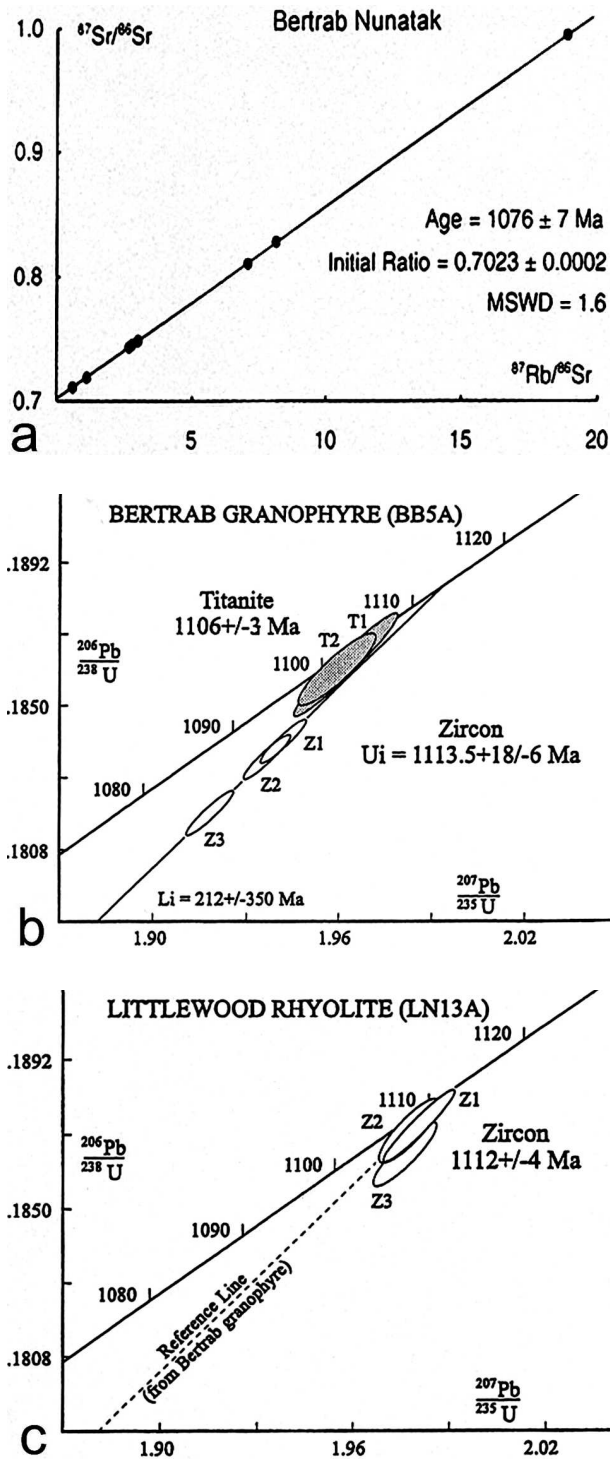 Bertrab Nunatak
1.0
⁸⁷Sr/⁸⁶Sr
0.9
Age = 1076 ± 7 Ma
Initial Ratio = 0.7023 ± 0.0002
0.8
MSWD = 1.6
⁸⁷Rb/⁸⁶Sr
0.7
a
5
10
15
20
BERTRAB GRANOPHYRE (BB5A)
1120
.1892
Titanite
1106+/-3 Ma
1110
T1
T2
²⁰⁶Pb
²³⁸U
1100
.1850
1090
Z1
Zircon
Ui = 1113.5+18/-6 Ma
Z2
1080
Z3
.1808
Li = 212+/-350 Ma
²⁰⁷Pb
²³⁵U
b
1.90
1.96
2.02
LITTLEWOOD RHYOLITE (LN13A)
1120
.1892
1110
Z1
Z2
²⁰⁶Pb
²³⁸U
Zircon
1112+/-4 Ma
1100
Z3
.1850
1090
1080
Reference Line
(from Bertrab granophyre)
.1808
²⁰⁷Pb
²³⁵U
c
1.90
1.96
2.02